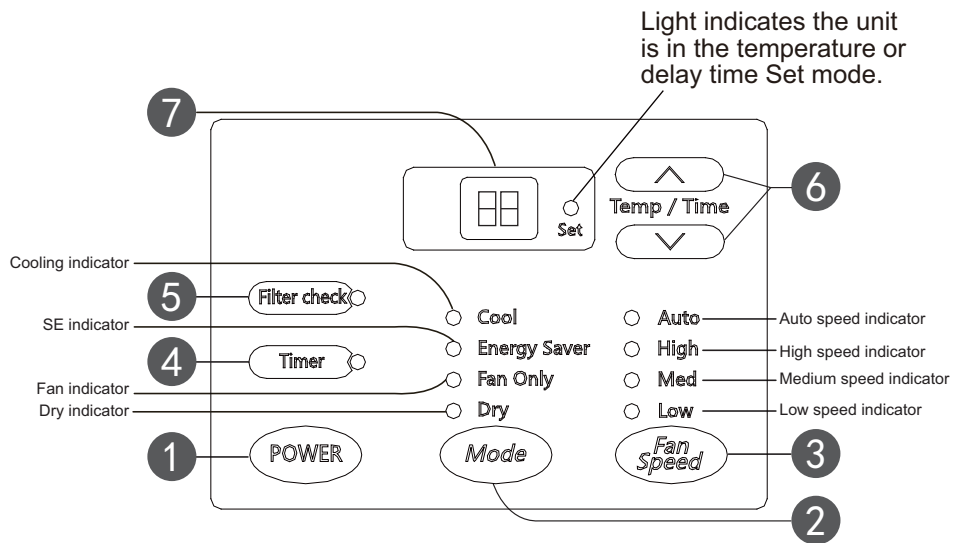 Light indicates the unit
is in the temperature or
delay time Set mode.
7
6
Temp / Time
Set
Cooling indicator
5
Filter check
SE indicator
4
Timer
Fan indicator
Dry indicator
Cool
Energy Saver
Fan Only
Dry
Auto
High
Med
Low
Auto speed indicator
High speed indicator
Medium speed indicator
Low speed indicator
1
POWER
Mode
Fan
Speed
3
2